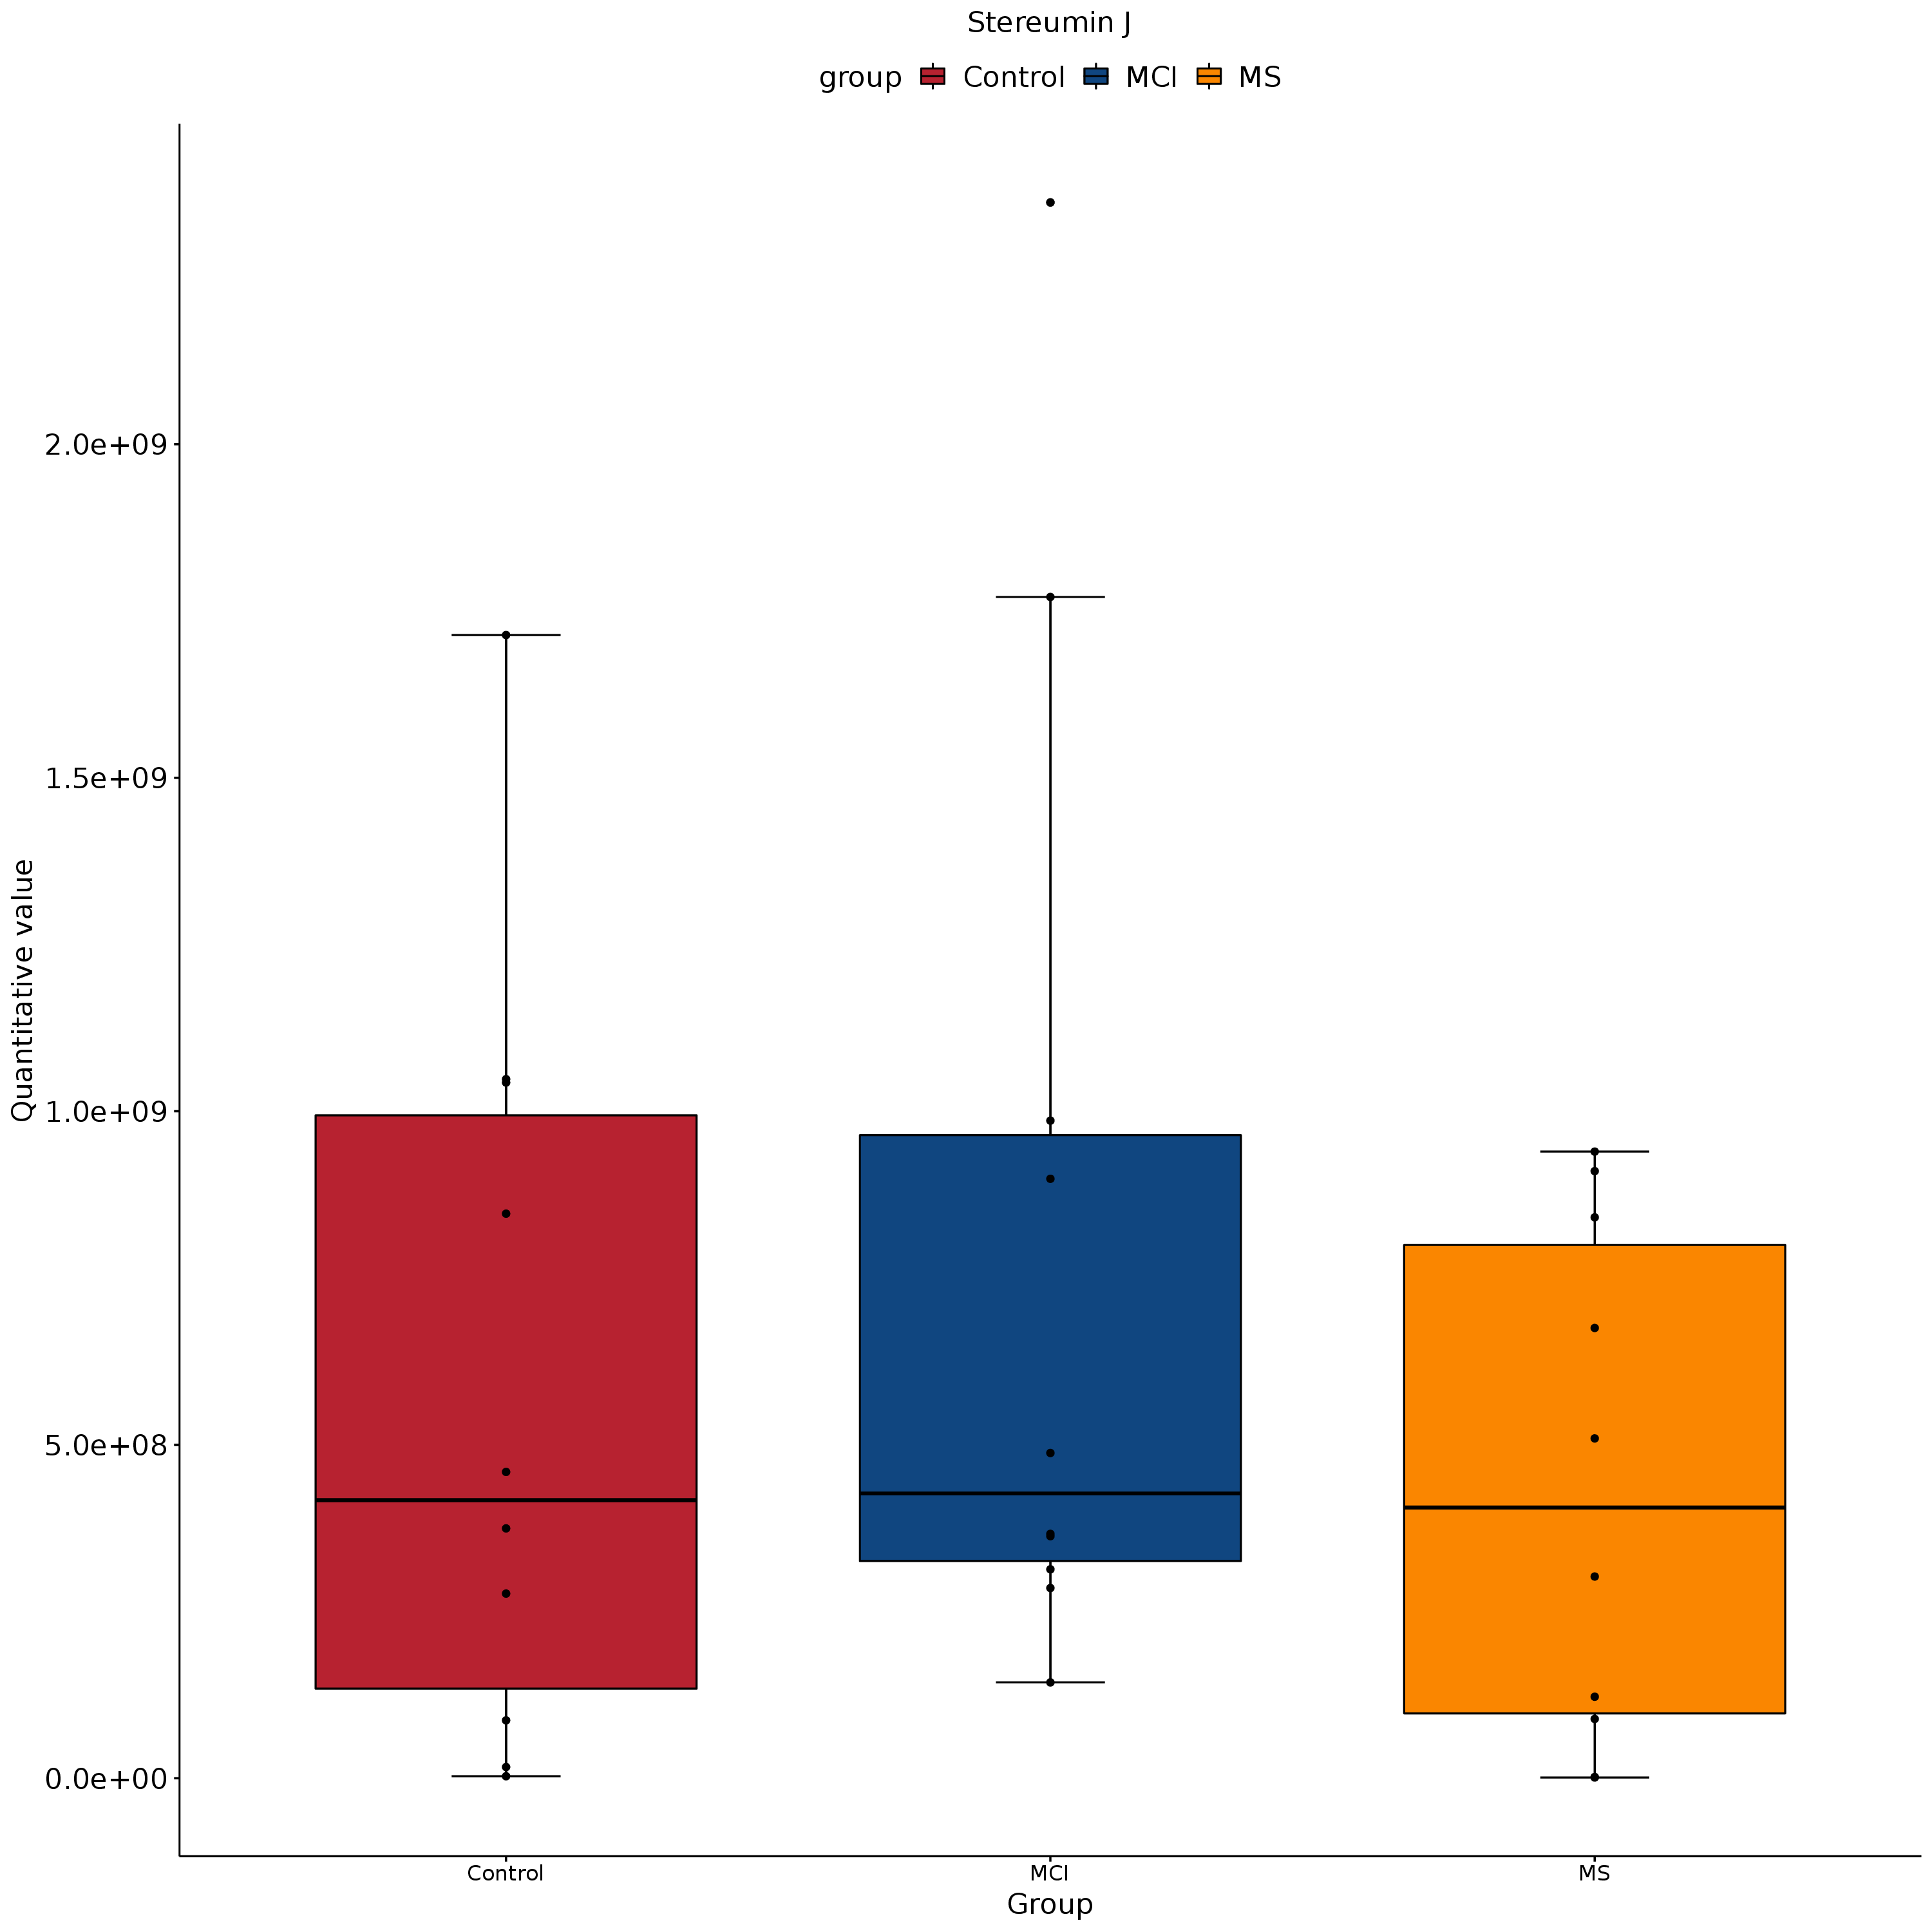 Stereumin J
group Control MCI MS
Quantitative value
2.0e+09
1.5e+09
1.0e+09
5.0e+08
0.0e+00
Control MCI MS
Group